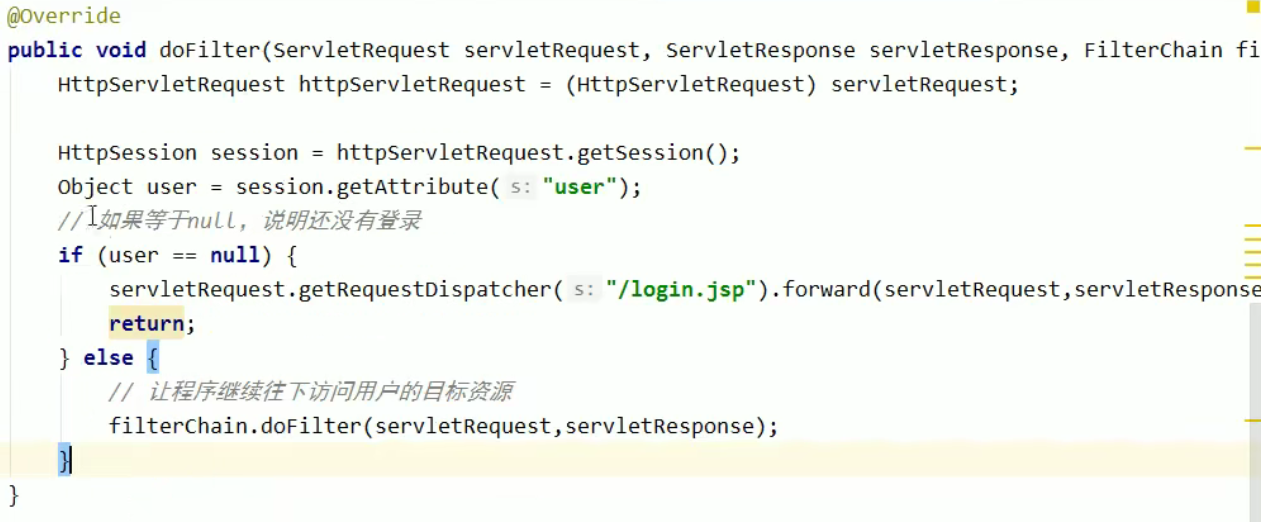 @Override
public void doFilter(ServletRequest servletRequest, ServletResponse servletResponse, FilterChain fi
HttpServletRequest httpServletRequest = (HttpServletRequest) servletRequest;
HttpSession session = httpServletRequest.getSession();
Object user = session.getAttribute( s: "user");
// 如果等于null，说明还没有登录
if (user == null) {
servletRequest.getRequestDispatcher( s: "/login.jsp").forward(servletRequest,servletResponse
return;
} else {
// 让程序继续往下访问用户的目标资源
filterChain.doFilter(servletRequest,servletResponse);
}
}